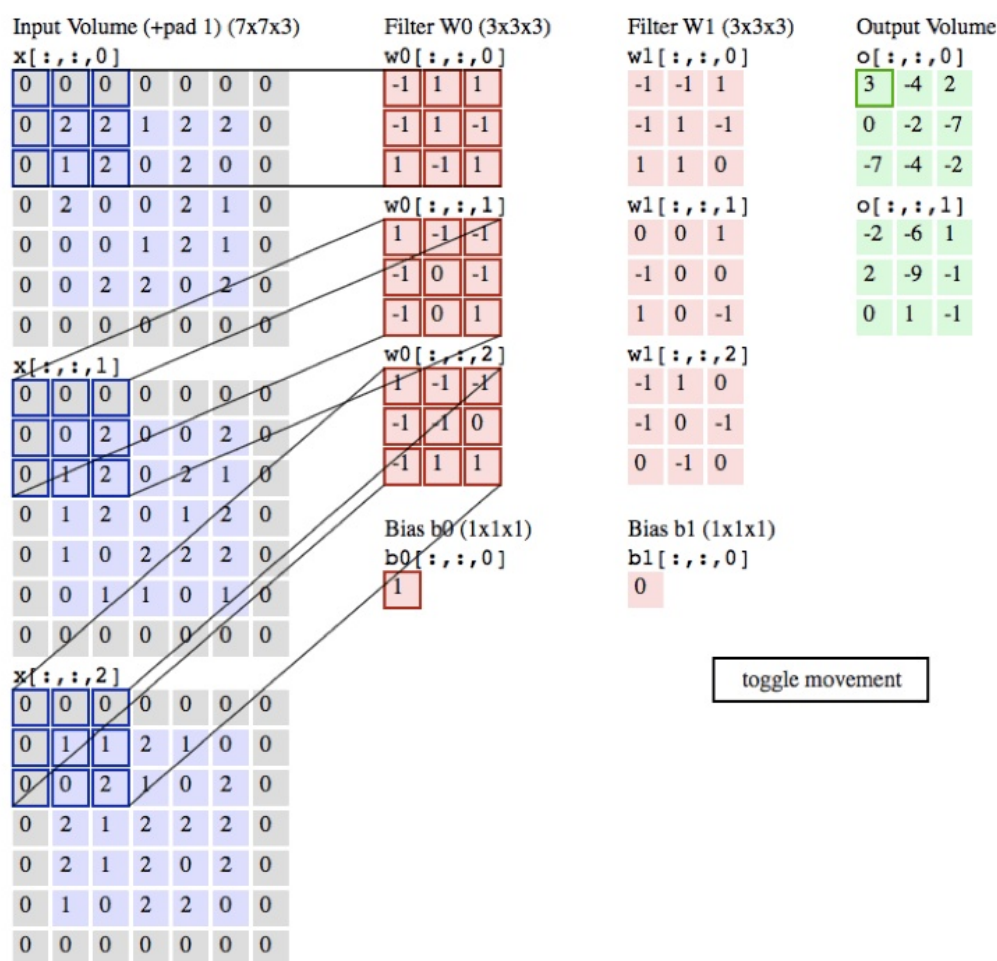 Input Volume (+pad 1) (7x7x3)
x[:,:,0]
0 0 0 0 0 0 0
0 2 2 1 2 2 0
0 1 2 0 2 0 0
0 2 0 0 2 1 0
0 0 0 1 2 1 0
0 0 2 2 0 2 0
0 0 0 0 0 0 0
x[:,:,1]
0 0 0 0 0 0 0
0 0 2 0 0 2 0
0 1 2 0 2 1 0
0 1 2 0 1 2 0
0 1 0 2 2 2 0
0 0 1 1 0 1 0
0 0 0 0 0 0 0
x[:,:,2]
0 0 0 0 0 0 0
0 1 1 2 1 0 0
0 0 2 1 0 2 0
0 2 1 2 2 2 0
0 2 1 2 0 2 0
0 1 0 2 2 0 0
0 0 0 0 0 0 0
Filter W0 (3x3x3)
w0[:,:,0]
-1 1 1
-1 1 -1
1 -1 1
w0[:,:,1]
1 -1 -1
-1 0 -1
-1 0 1
w0[:,:,2]
1 -1 -1
-1 -1 0
-1 1 1
Bias b0 (1x1x1)
b0[:,:,0]
1
Filter W1 (3x3x3)
w1[:,:,0]
-1 -1 1
-1 1 -1
1 1 0
w1[:,:,1]
0 0 1
-1 0 0
1 0 -1
w1[:,:,2]
-1 1 0
-1 0 -1
0 -1 0
Bias b1 (1x1x1)
b1[:,:,0]
0
Output Volume
o[:,:,0]
3 -4 2
0 -2 -7
-7 -4 -2
o[:,:,1]
-2 -6 1
2 -9 -1
0 1 -1
toggle movement